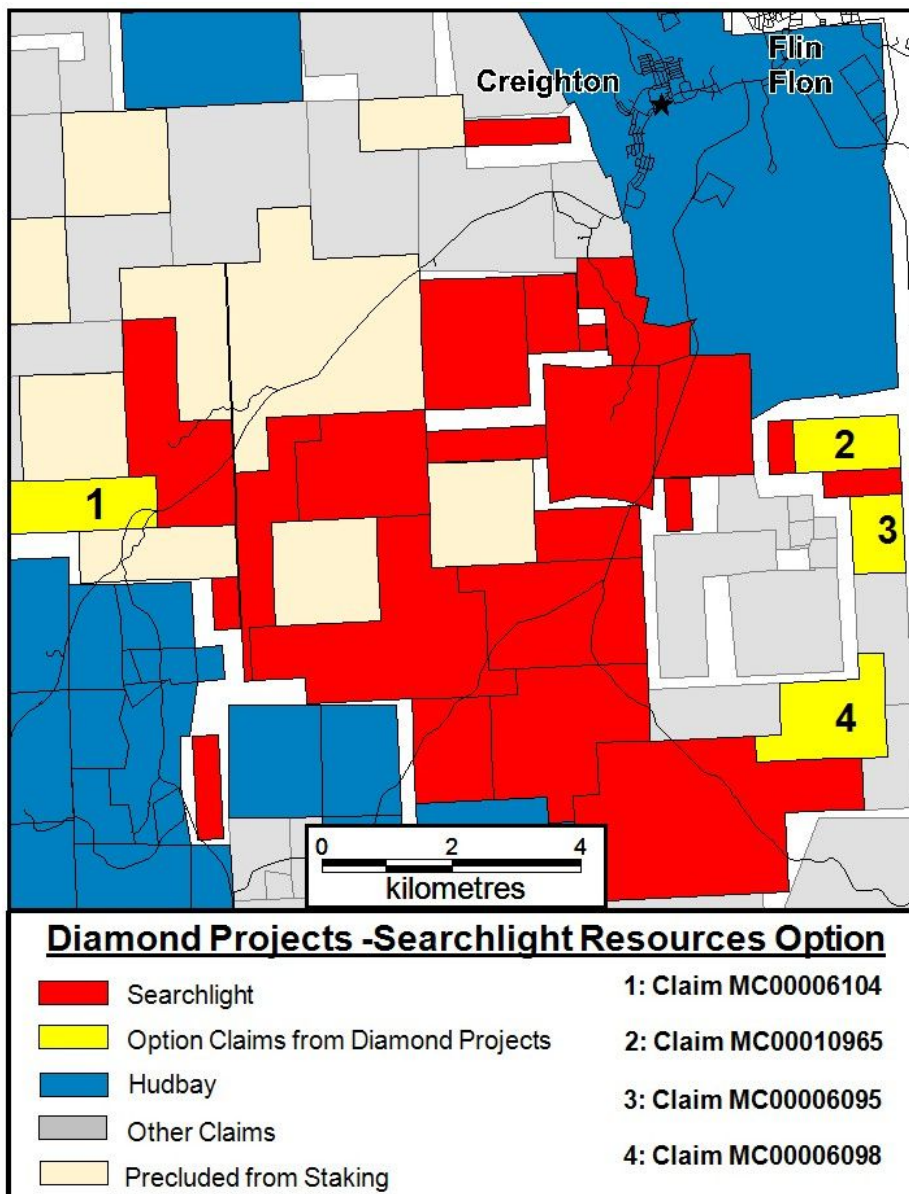 Flin
Creighton
Flon
1
2
3
4
0 2 4
kilometres
Diamond Projects -Searchlight Resources Option
Searchlight
Option Claims from Diamond Projects
Hudbay
Other Claims
Precluded from Staking
1: Claim MC00006104
2: Claim MC00010965
3: Claim MC00006095
4: Claim MC00006098